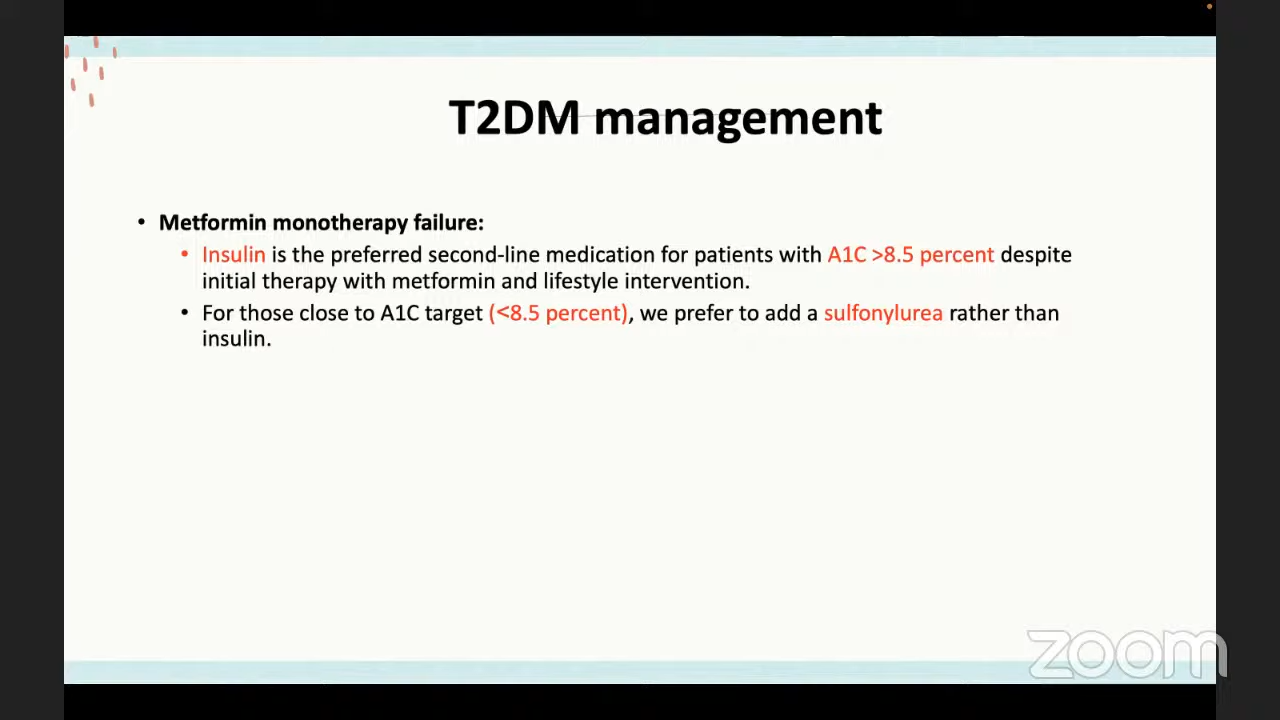 T2DM management
• Metformin monotherapy failure:
• Insulin is the preferred second-line medication for patients with A1C >8.5 percent despite
initial therapy with metformin and lifestyle intervention.
• For those close to A1C target (<8.5 percent), we prefer to add a sulfonylurea rather than
insulin.
zoom